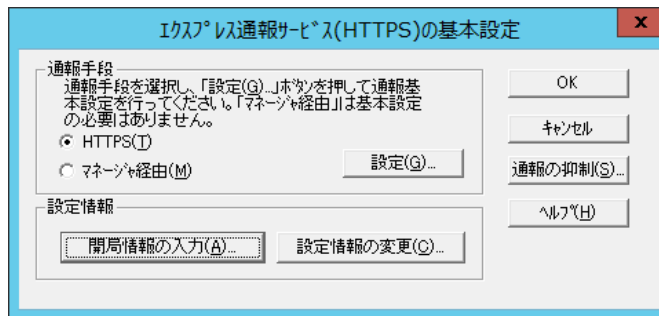 エクスプレス通報サービス(HTTPS)の基本設定
x
通報手段
通報手段を選択し、「設定(G)...」ボタンを押して通報基
本設定を行ってください。「マネージャ経由」は基本設定
の必要はありません。
HTTPS(T)
マネージャ経由(M)
設定(G)...
設定情報
開局情報の入力(A)...
設定情報の変更(C)...
OK
キャンセル
通報の抑制(S)...
ヘルプ(H)